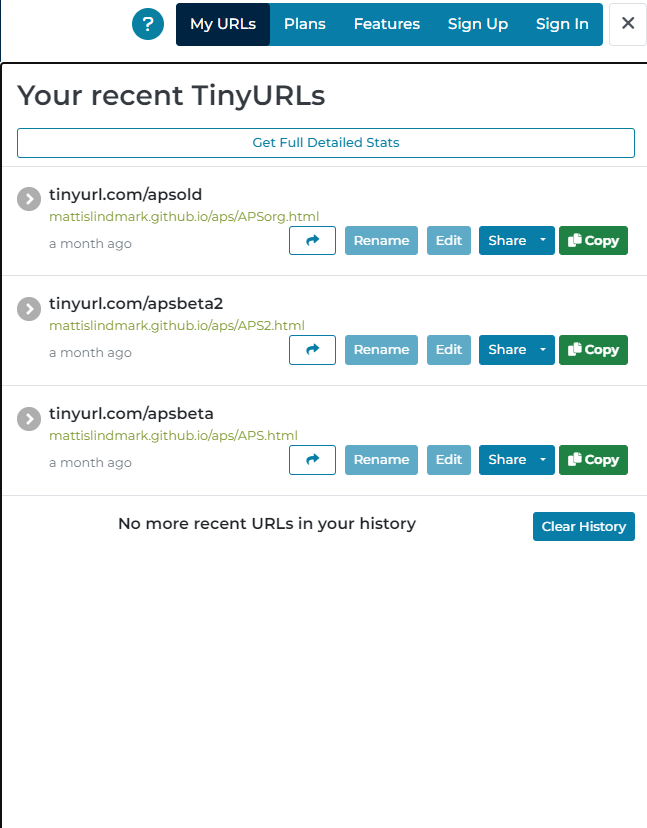 ? My URLs Plans Features Sign Up Sign In ×
Your recent TinyURLs
Get Full Detailed Stats
tinyurl.com/apsold
mattislindmark.github.io/aps/APSorg.html
a month ago
Rename Edit Share Copy
tinyurl.com/apsbeta2
mattislindmark.github.io/aps/APS2.html
a month ago
Rename Edit Share Copy
tinyurl.com/apsbeta
mattislindmark.github.io/aps/APS.html
a month ago
Rename Edit Share Copy
No more recent URLs in your history
Clear History